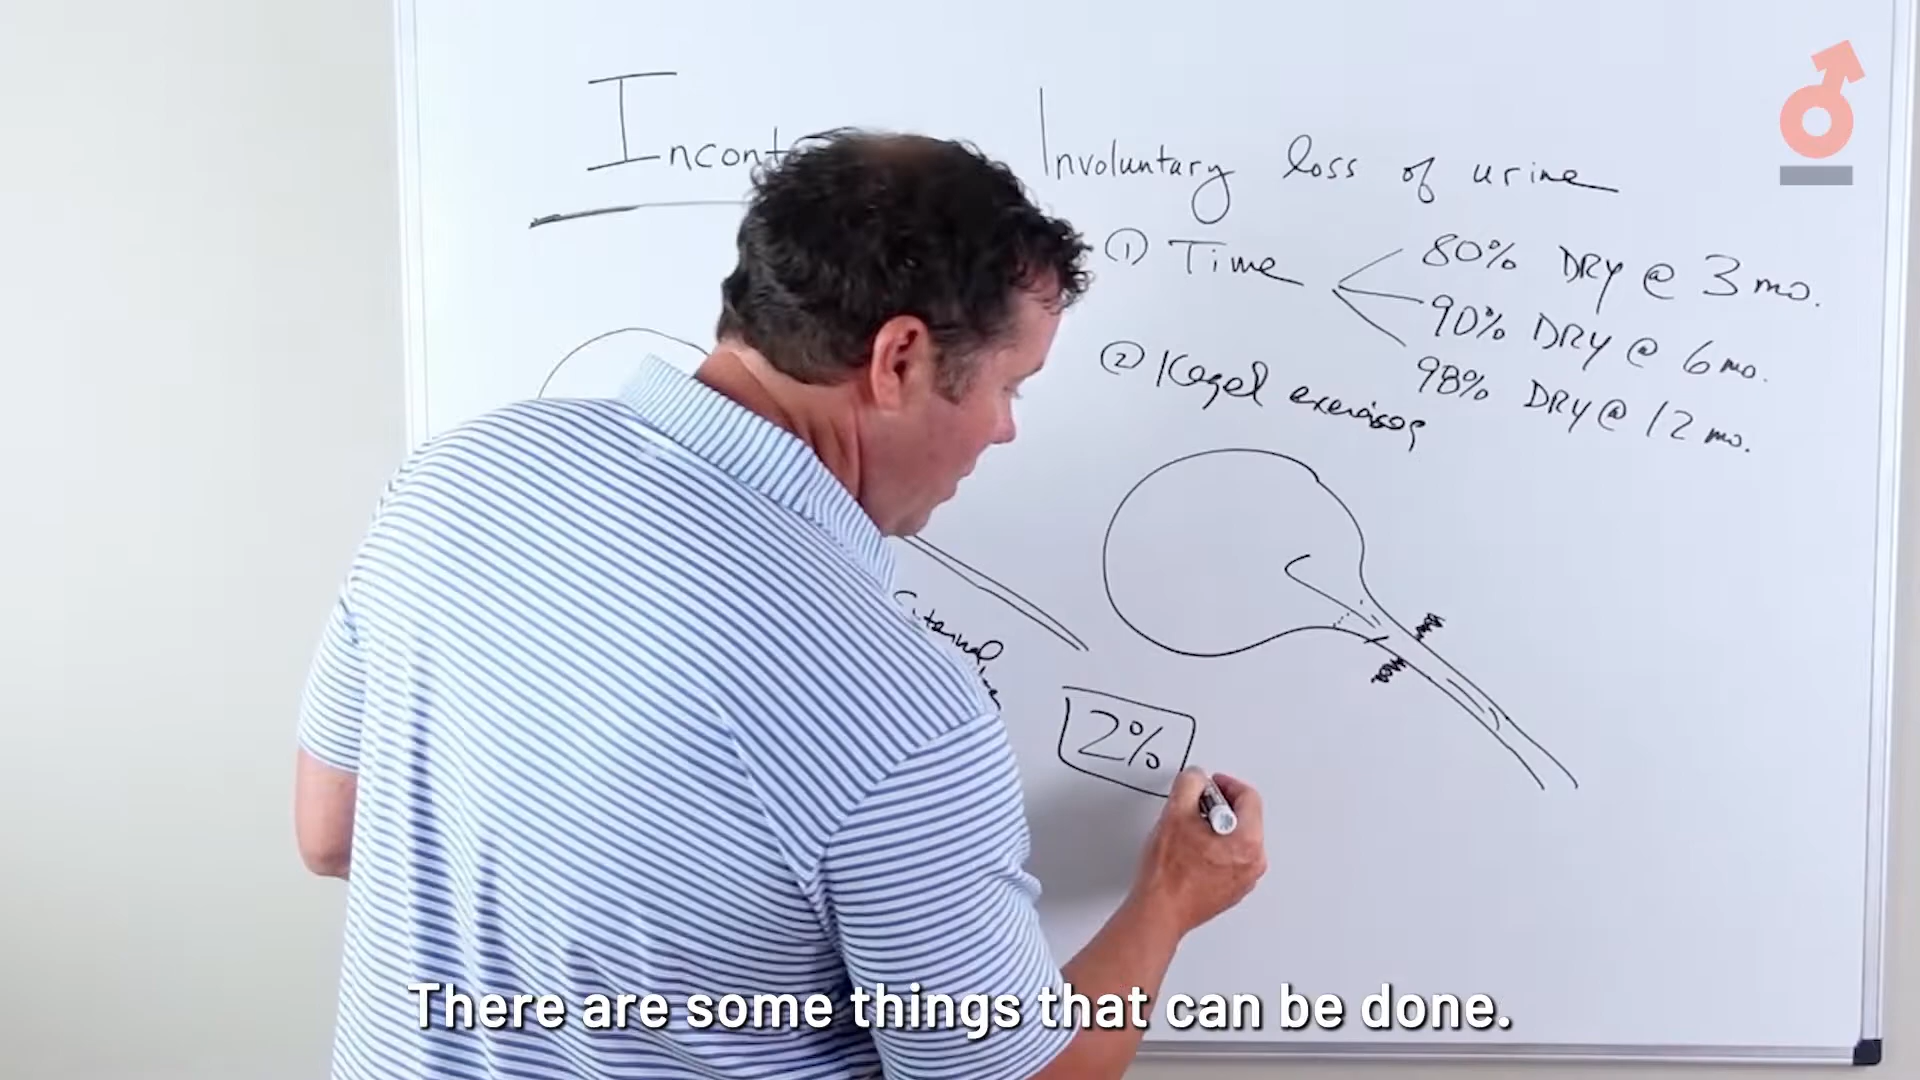 Incont
Involuntary loss of urine
① Time
80% DRY @ 3 mo.
90% DRY @ 6 mo.
98% DRY @ 12 mo.
② Kegel exercises
2%
There are some things that can be done.